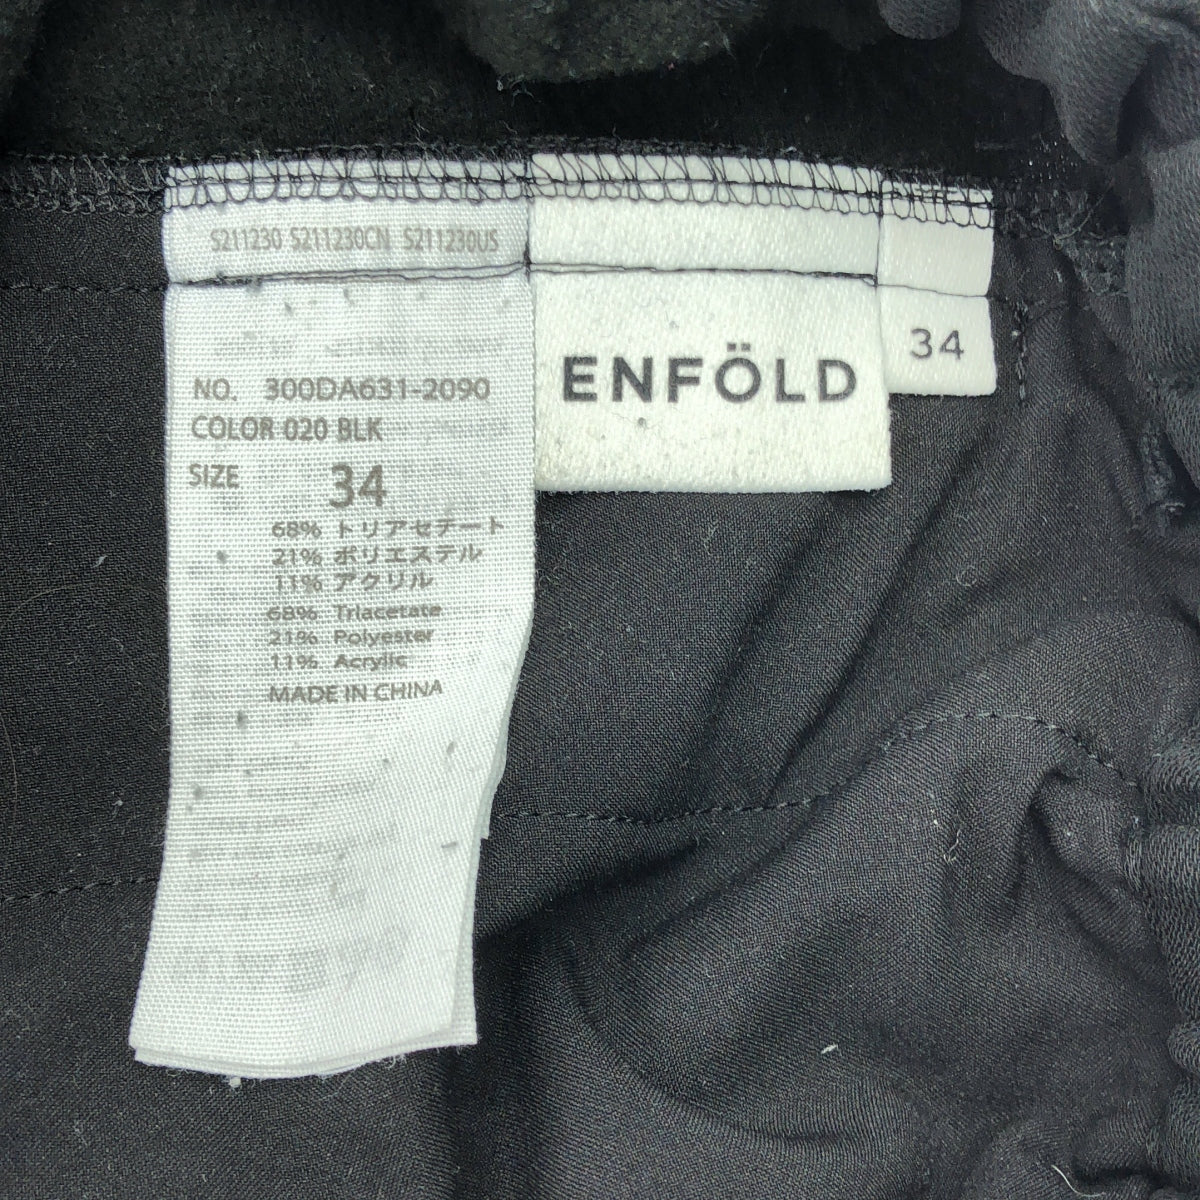 S211230 S211230CN S211230US
NO. 300DA631-2090
COLOR 020 BLK
SIZE 34
68% トリアセテート
21% ポリエステル
11% アクリル
68% Triacetate
21% Polyester
11% Acrylic
MADE IN CHINA
ENFÖLD
34